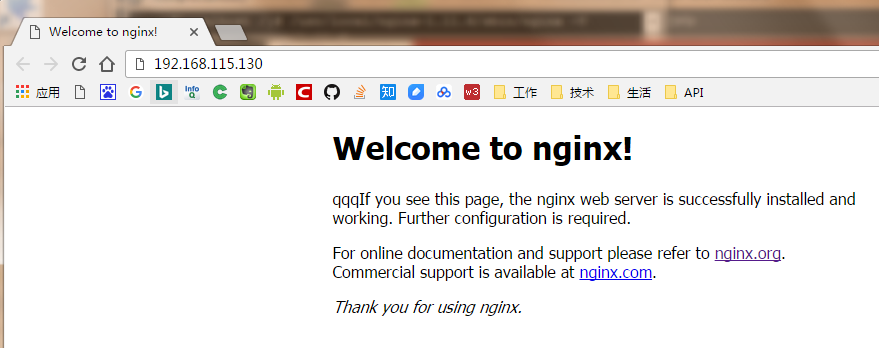 Welcome to nginx!
192.168.115.130
应用 Info Q 知 w3 工作 技术 生活 API
Welcome to nginx!
qqqIf you see this page, the nginx web server is successfully installed and
working. Further configuration is required.
For online documentation and support please refer to nginx.org.
Commercial support is available at nginx.com.
Thank you for using nginx.